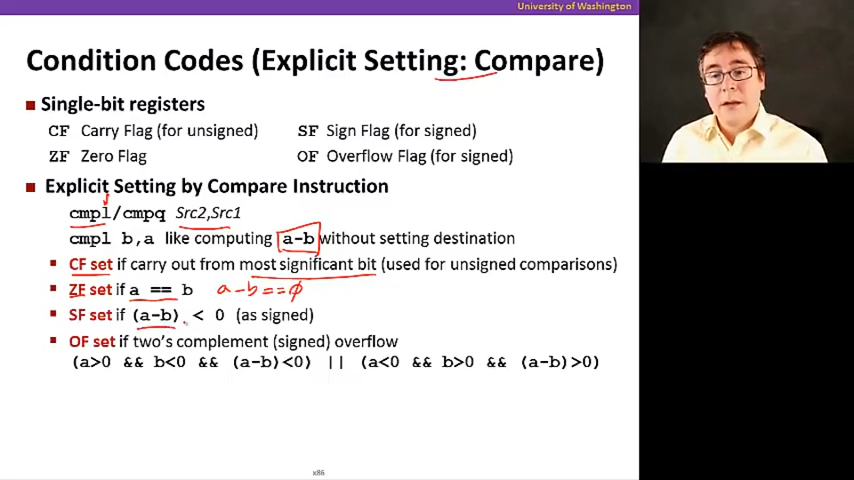 University of Washington
Condition Codes (Explicit Setting: Compare)
Single-bit registers
CF Carry Flag (for unsigned) SF Sign Flag (for signed)
ZF Zero Flag OF Overflow Flag (for signed)
Explicit Setting by Compare Instruction
cmpl/cmpq Src2,Src1
cmpl b,a like computing a-b without setting destination
CF set if carry out from most significant bit (used for unsigned comparisons)
ZF set if a == b a-b==ϕ
SF set if (a-b) < 0 (as signed)
OF set if two's complement (signed) overflow
(a>0 && b<0 && (a-b)<0) || (a<0 && b>0 && (a-b)>0)
x86